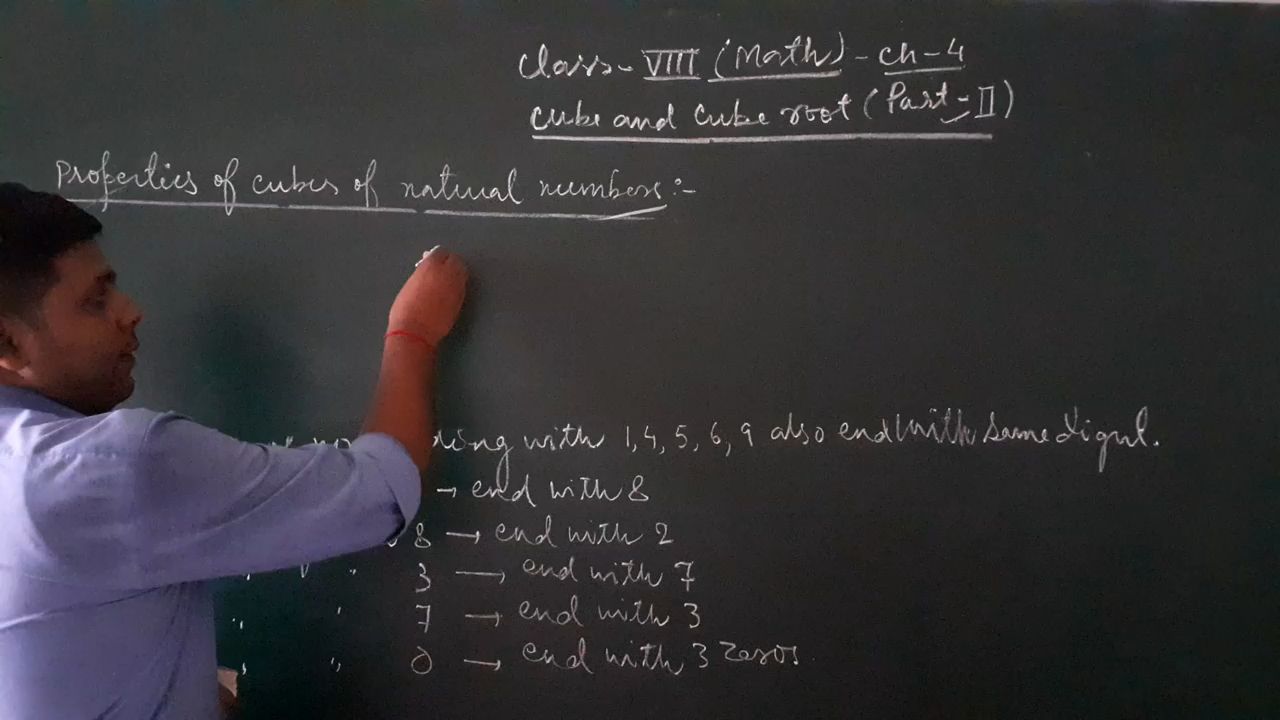 Class - VIII (Math) - ch - 4
cube and cube root (Part - II)
Properties of cubes of natural numbers :-
ding with 1, 4, 5, 6, 9 also end with same digit.
→ end with 8
8 → end with 2
" 3 → end with 7
" " 7 → end with 3
" " 0 → end with 3 zeros